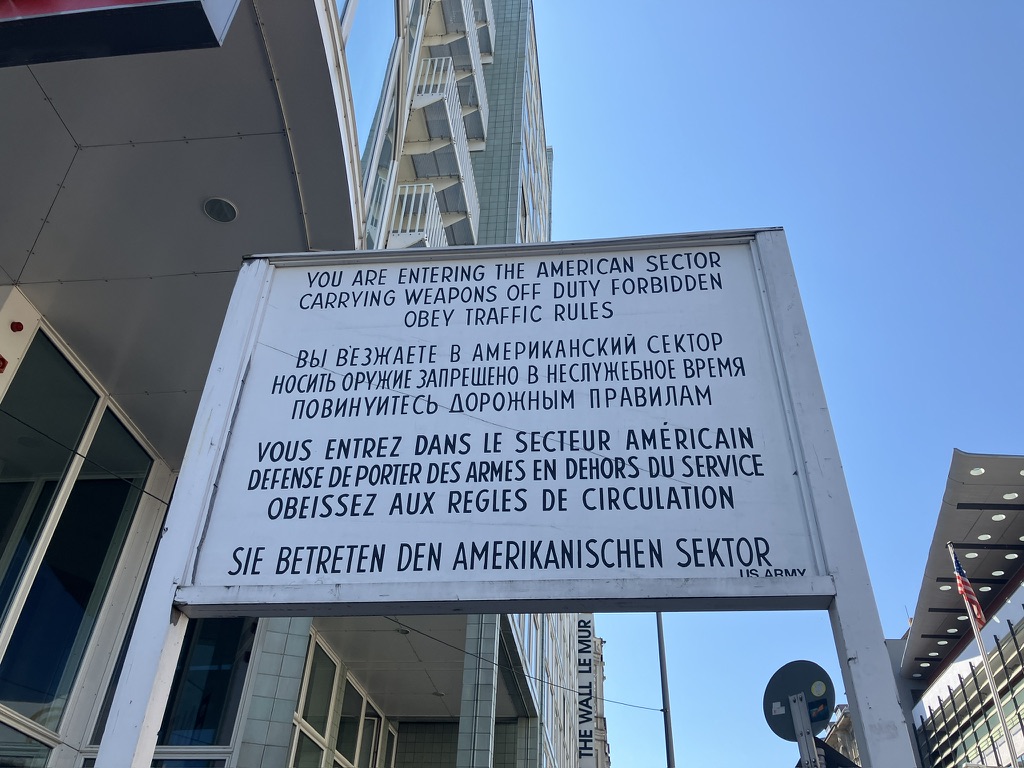 YOU ARE ENTERING THE AMERICAN SECTOR
CARRYING WEAPONS OFF DUTY FORBIDDEN
OBEY TRAFFIC RULES
ВЫ ВЪЕЗЖАЕТЕ В АМЕРИКАНСКИЙ СЕКТОР
НОСИТЬ ОРУЖИЕ ЗАПРЕЩЕНО В НЕСЛУЖЕБНОЕ ВРЕМЯ
ПОВИНУЙТЕСЬ ДОРОЖНЫМ ПРАВИЛАМ
VOUS ENTREZ DANS LE SECTEUR AMÉRICAIN
DEFENSE DE PORTER DES ARMES EN DEHORS DU SERVICE
OBEISSEZ AUX REGLES DE CIRCULATION
SIE BETRETEN DEN AMERIKANISCHEN SEKTOR
US ARMY
THE WALL LE MUR